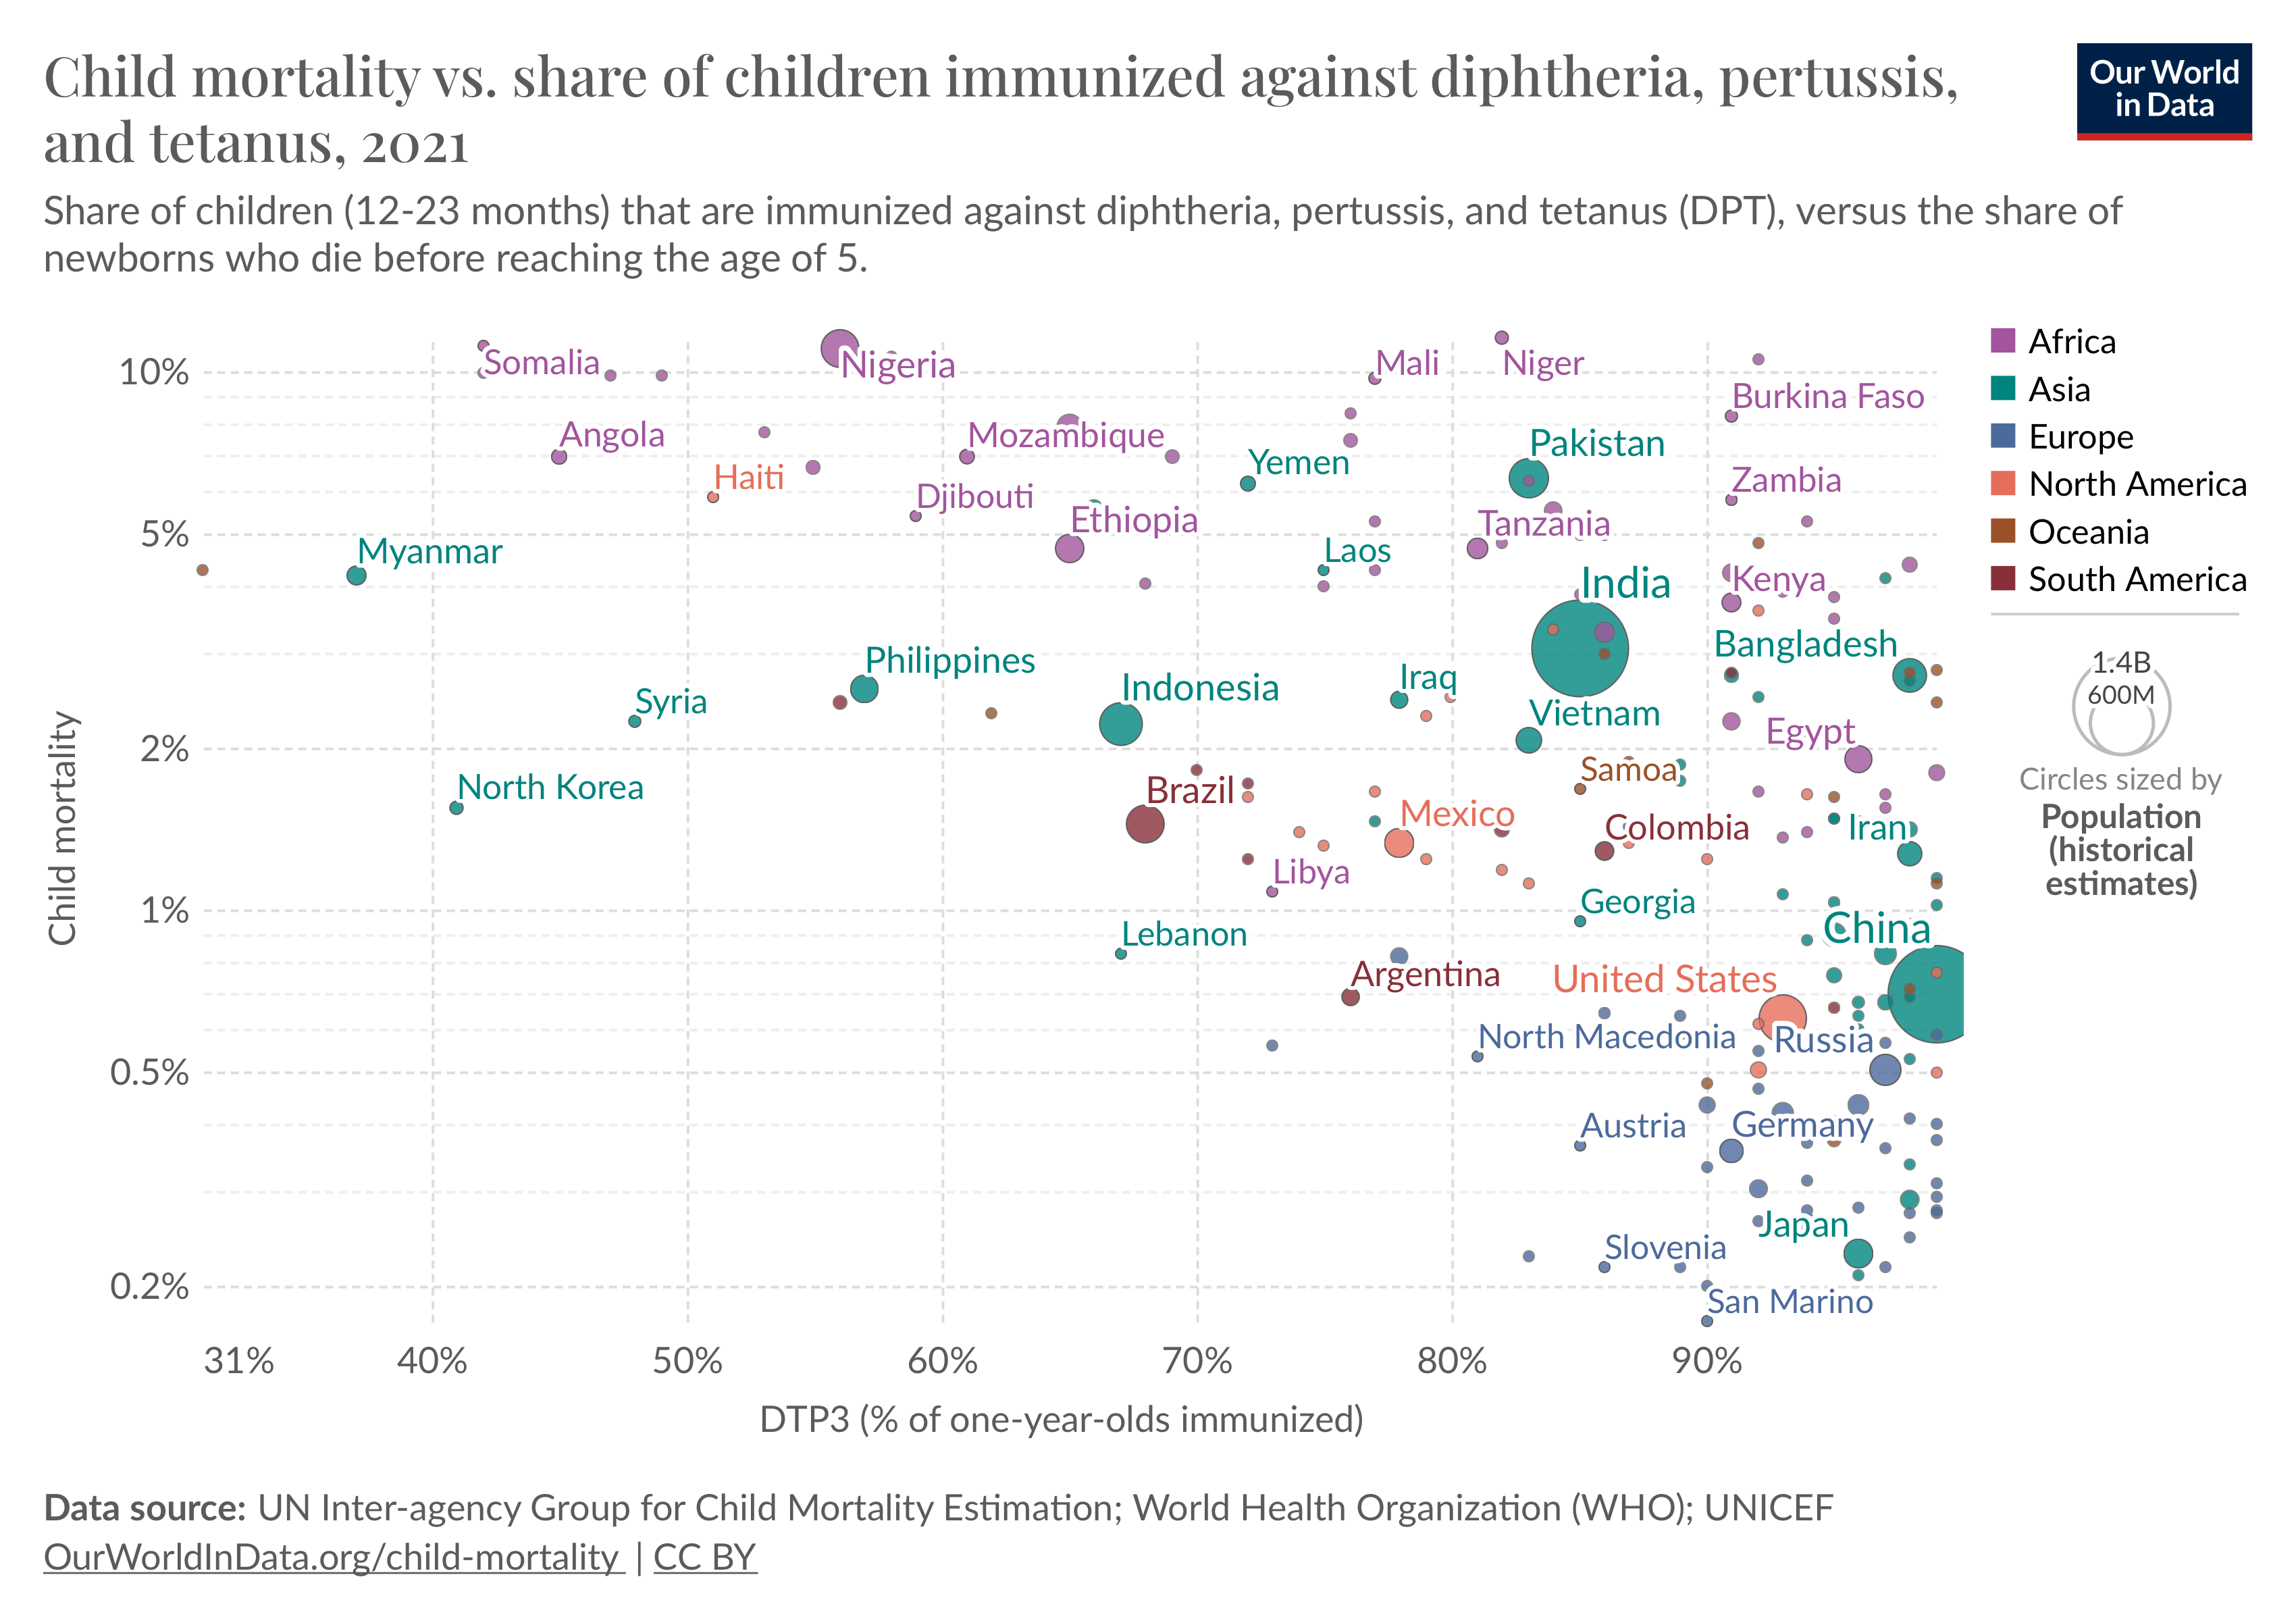 Child mortality vs. share of children immunized against diphtheria, pertussis,
and tetanus, 2021
Our World
in Data
Share of children (12-23 months) that are immunized against diphtheria, pertussis, and tetanus (DPT), versus the share of
newborns who die before reaching the age of 5.
Child mortality
10%
5%
2%
1%
0.5%
0.2%
Somalia
Nigeria
Mali
Niger
Burkina Faso
Angola
Mozambique
Pakistan
Yemen
Haiti
Zambia
Djibouti
Ethiopia
Tanzania
Myanmar
Laos
India
Kenya
Bangladesh
Philippines
Iraq
Indonesia
Syria
Vietnam
Egypt
Samoa
North Korea
Brazil
Mexico
Colombia
Iran
Libya
Georgia
Lebanon
China
Argentina
United States
North Macedonia
Russia
Austria
Germany
Japan
Slovenia
San Marino
31%
40%
50%
60%
70%
80%
90%
DTP3 (% of one-year-olds immunized)
Africa
Asia
Europe
North America
Oceania
South America
1.4B
600M
Circles sized by
Population
(historical
estimates)
Data source: UN Inter-agency Group for Child Mortality Estimation; World Health Organization (WHO); UNICEF
OurWorldInData.org/child-mortality | CC BY